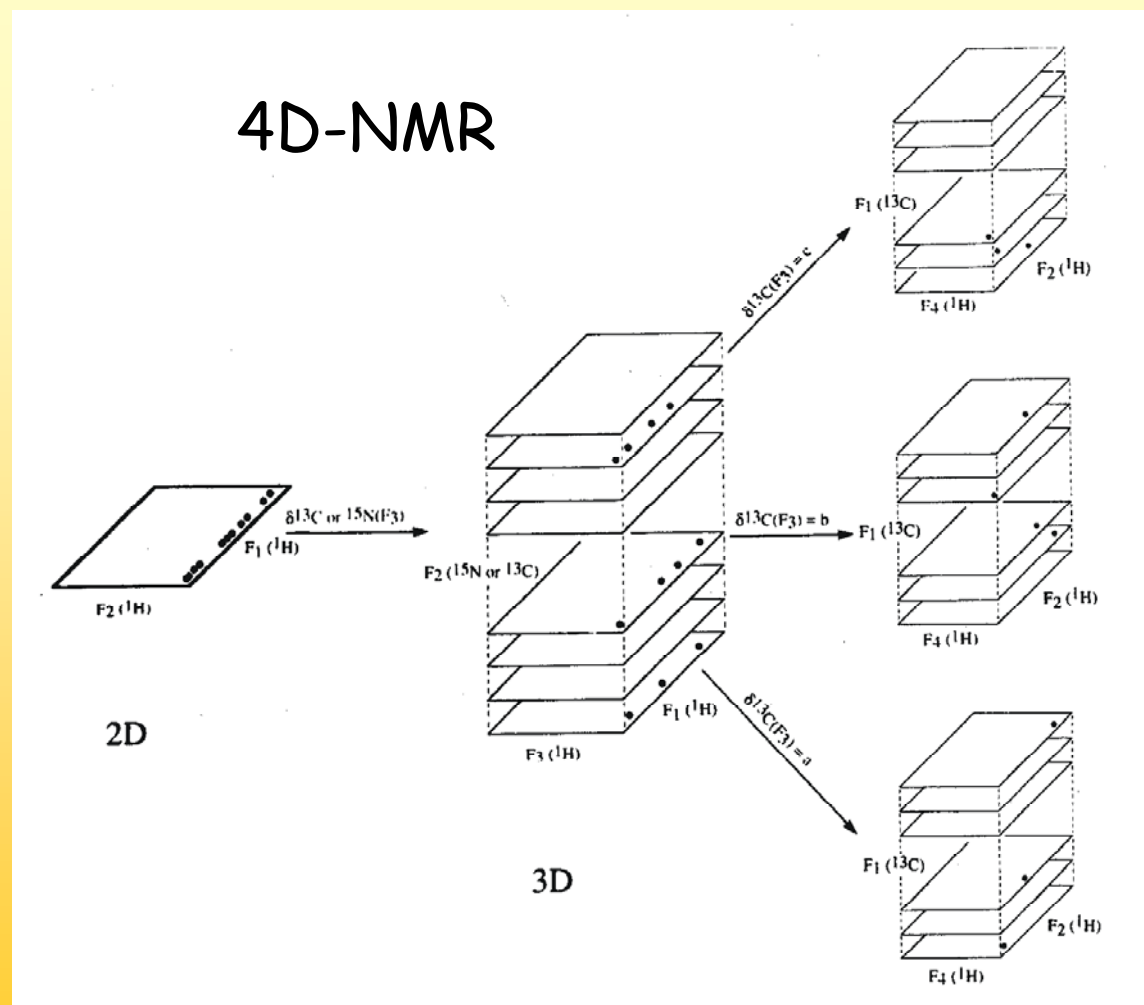 4D-NMR
F₁ (¹³C)
F₂ (¹H)
F₄ (¹H)
δ¹³C(F₃) = c
δ¹³C or ¹⁵N(F₃)
F₁ (¹H)
F₂ (¹H)
2D
F₂ (¹⁵N or ¹³C)
F₁ (¹H)
F₃ (¹H)
3D
δ¹³C(F₃) = b
F₁ (¹³C)
F₂ (¹H)
F₄ (¹H)
δ¹³C(F₃) = a
F₁ (¹³C)
F₂ (¹H)
F₄ (¹H)